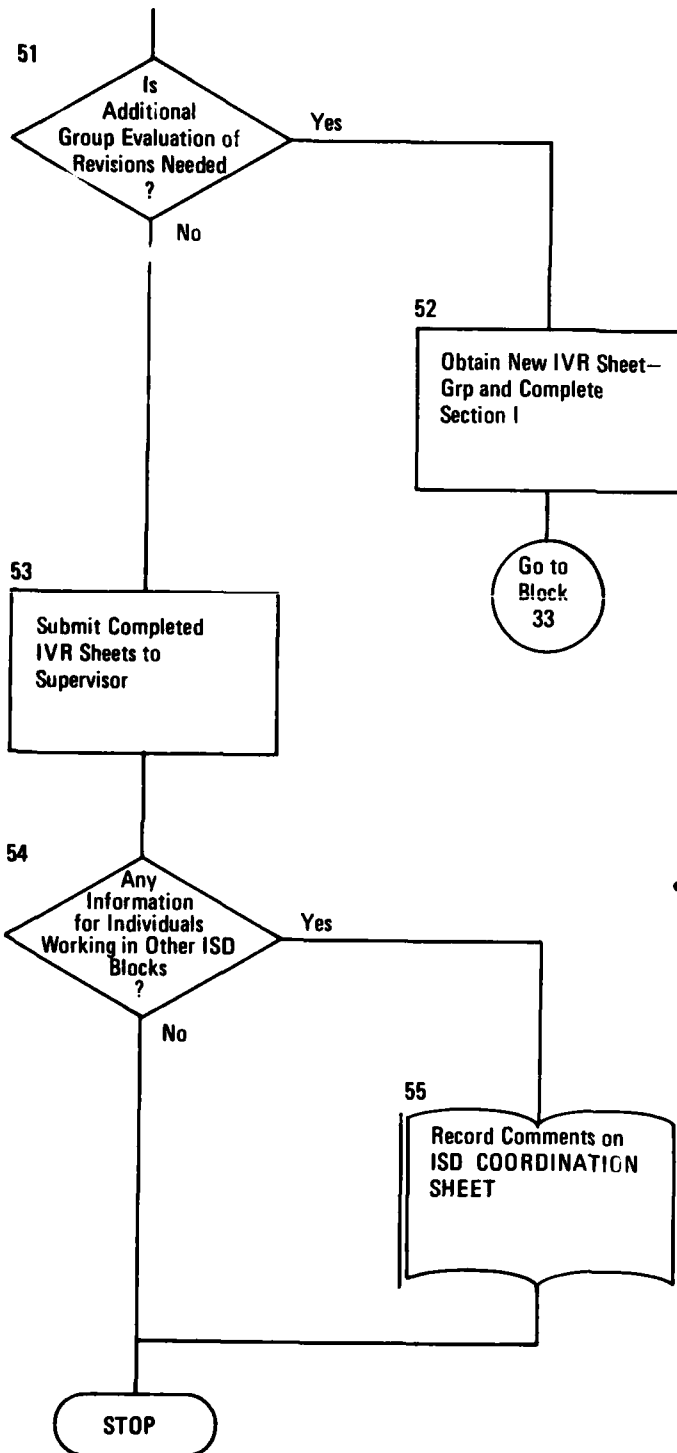 51
Is
Additional
Group Evaluation of
Revisions Needed
?
Yes
No
52
Obtain New IVR Sheet–
Grp and Complete
Section I
Go to
Block
33
53
Submit Completed
IVR Sheets to
Supervisor
54
Any
Information
for Individuals
Working in Other ISD
Blocks
?
Yes
No
55
Record Comments on
ISD COORDINATION
SHEET
STOP